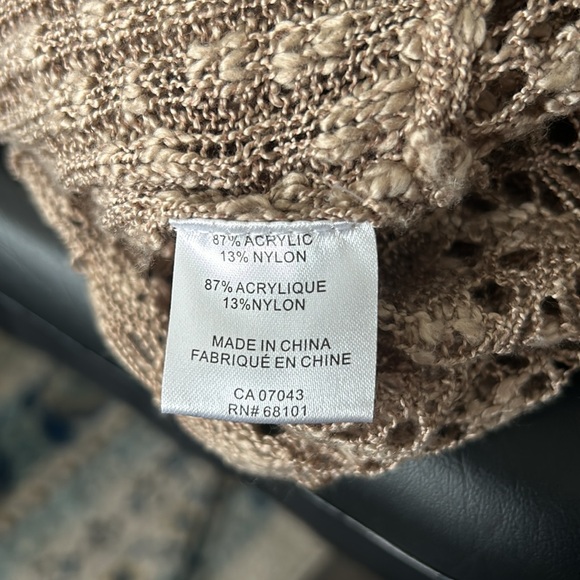 87% ACRYLIC
13% NYLON
87% ACRYLIQUE
13%NYLON
MADE IN CHINA
FABRIQUÉ EN CHINE
CA 07043
RN# 68101